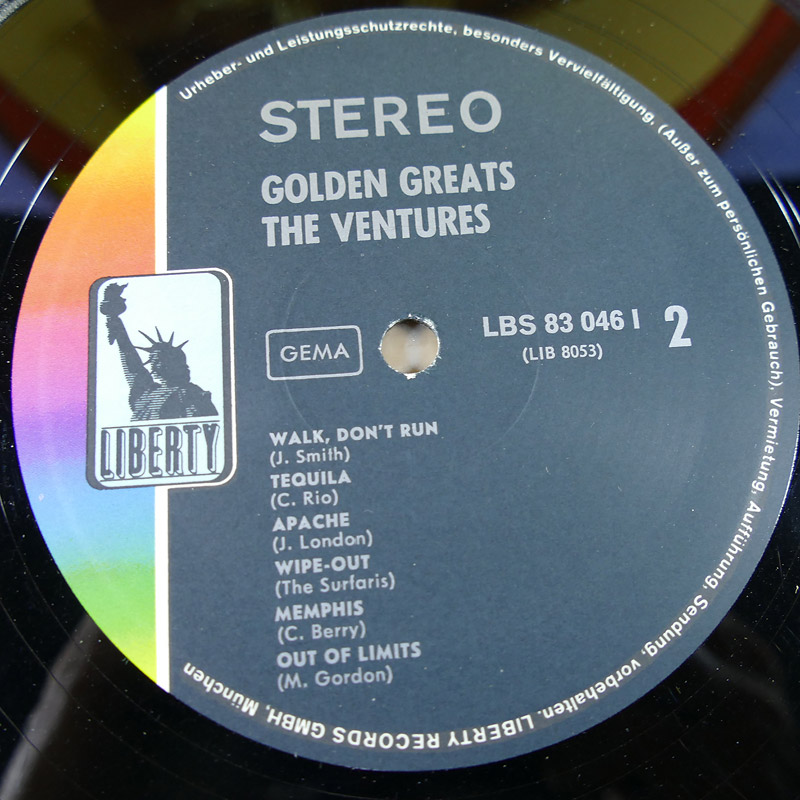 Urheber- und Leistungsschutzrechte, besonders Vervielfältigung, (Außer zum persönlichen Gebrauch), Vermietung, Aufführung, Sendung, vorbehalten. LIBERTY RECORDS GMBH, München
STEREO
GOLDEN GREATS
THE VENTURES
LIBERTY
GEMA
LBS 83 046 I
2
(LIB 8053)
WALK, DON'T RUN
(J. Smith)
TEQUILA
(C. Rio)
APACHE
(J. London)
WIPE-OUT
(The Surfaris)
MEMPHIS
(C. Berry)
OUT OF LIMITS
(M. Gordon)